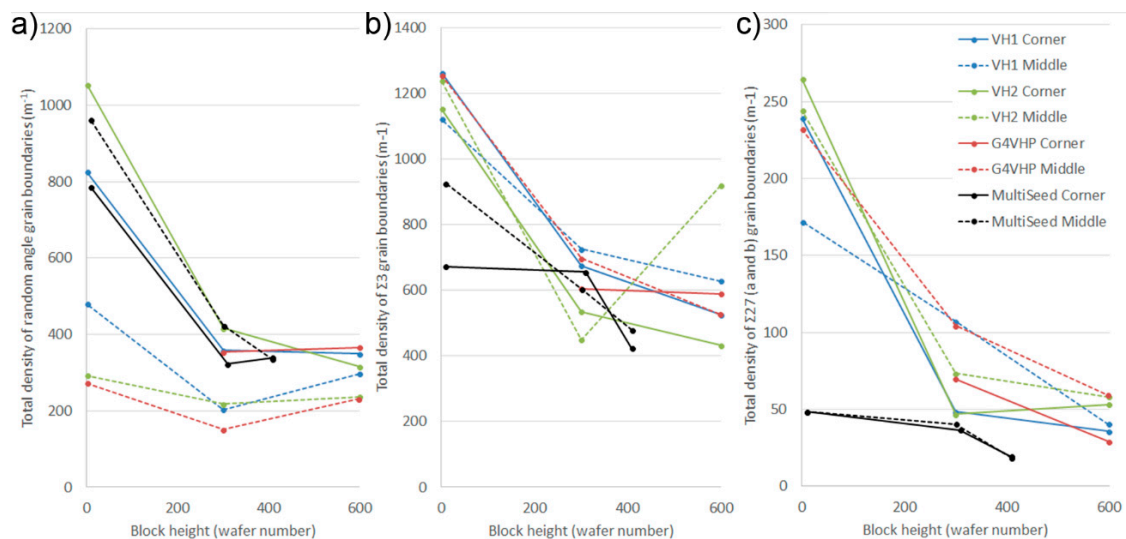 a)
Total density of random angle grain boundaries (m⁻¹)
1200
1000
800
600
400
200
0
0 200 400 600
Block height (wafer number)
b)
Total density of Σ3 grain boundaries (m-1)
1400
1200
1000
800
600
400
200
0
0 200 400 600
Block height (wafer number)
c)
Total density of Σ27 (a and b) grain boundaries (m-1)
300
250
200
150
100
50
0
0 200 400 600
Block height (wafer number)
VH1 Corner
VH1 Middle
VH2 Corner
VH2 Middle
G4VHP Corner
G4VHP Middle
MultiSeed Corner
MultiSeed Middle